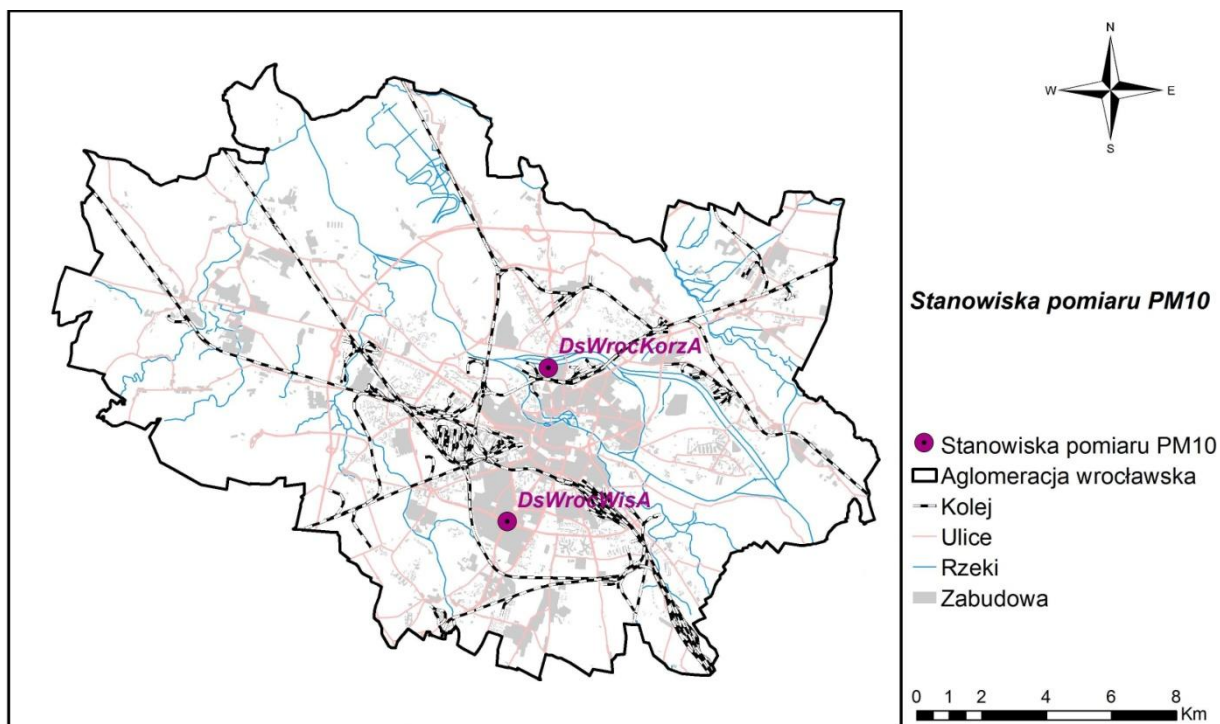 N
W
E
S
Stanowiska pomiaru PM10
DsWrocKorzA
DsWrocWisA
Stanowiska pomiaru PM10
Aglomeracja wrocławska
Kolej
Ulice
Rzeki
Zabudowa
0 1 2 4 6 8
Km